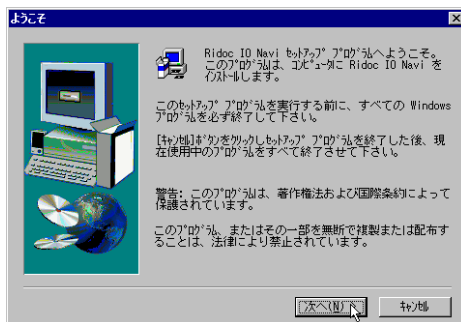 ようこそ
Ridoc IO Navi ｾｯﾄｱｯﾌﾟ ﾌﾟﾛｸﾞﾗﾑへようこそ。
このﾌﾟﾛｸﾞﾗﾑは、ｺﾝﾋﾟｭｰﾀに Ridoc IO Navi を
ｲﾝｽﾄｰﾙします。
このｾｯﾄｱｯﾌﾟ ﾌﾟﾛｸﾞﾗﾑを実行する前に、すべての Windows
ﾌﾟﾛｸﾞﾗﾑを必ず終了して下さい。
[ｷｬﾝｾﾙ]ﾎﾞﾀﾝをｸﾘｯｸしｾｯﾄｱｯﾌﾟ ﾌﾟﾛｸﾞﾗﾑを終了した後、現
在使用中のﾌﾟﾛｸﾞﾗﾑをすべて終了させて下さい。
警告: このﾌﾟﾛｸﾞﾗﾑは、著作権法および国際条約によって
保護されています。
このﾌﾟﾛｸﾞﾗﾑ、またはその一部を無断で複製または配布す
ることは、法律により禁止されています。
次へ(N)
ｷｬﾝｾﾙ